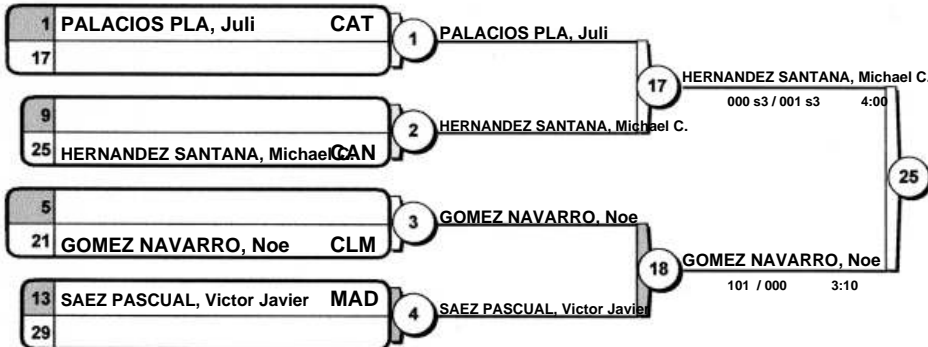 1 PALACIOS PLA, Juli CAT
17
1
PALACIOS PLA, Juli
9
25 HERNANDEZ SANTANA, Michael C. CAN
2
HERNANDEZ SANTANA, Michael C.
17
HERNANDEZ SANTANA, Michael C.
000 s3 / 001 s3 4:00
5
21 GOMEZ NAVARRO, Noe CLM
3
GOMEZ NAVARRO, Noe
13 SAEZ PASCUAL, Victor Javier MAD
29
4
SAEZ PASCUAL, Victor Javier
18
GOMEZ NAVARRO, Noe
101 / 000 3:10
25